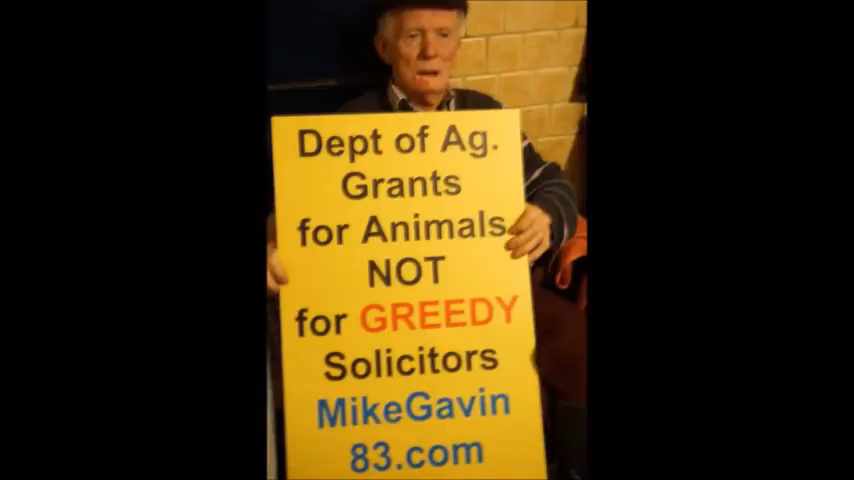 Dept of Ag.
Grants
for Animals
NOT
for GREEDY
Solicitors
MikeGavin
83.com